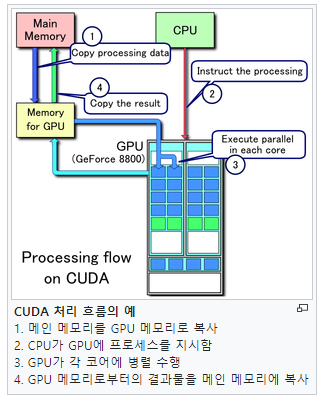 Main
Memory
1
Copy processing data
CPU
4
Copy the result
Instruct the processing
2
Memory
for GPU
GPU
(GeForce 8800)
Execute parallel
in each core
3
Processing flow
on CUDA
CUDA 처리 흐름의 예
1. 메인 메모리를 GPU 메모리로 복사
2. CPU가 GPU에 프로세스를 지시함
3. GPU가 각 코어에 병렬 수행
4. GPU 메모리로부터의 결과물을 메인 메모리에 복사